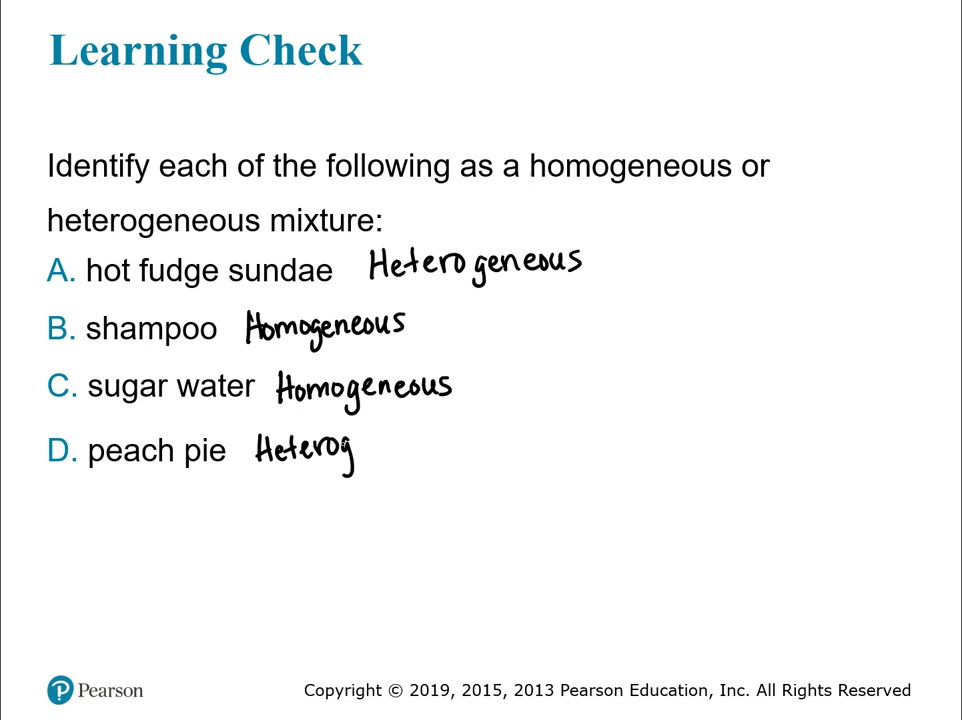 Learning Check
Identify each of the following as a homogeneous or
heterogeneous mixture:
A. hot fudge sundae Heterogeneous
B. shampoo Homogeneous
C. sugar water Homogeneous
D. peach pie Heterog
Pearson Copyright © 2019, 2015, 2013 Pearson Education, Inc. All Rights Reserved